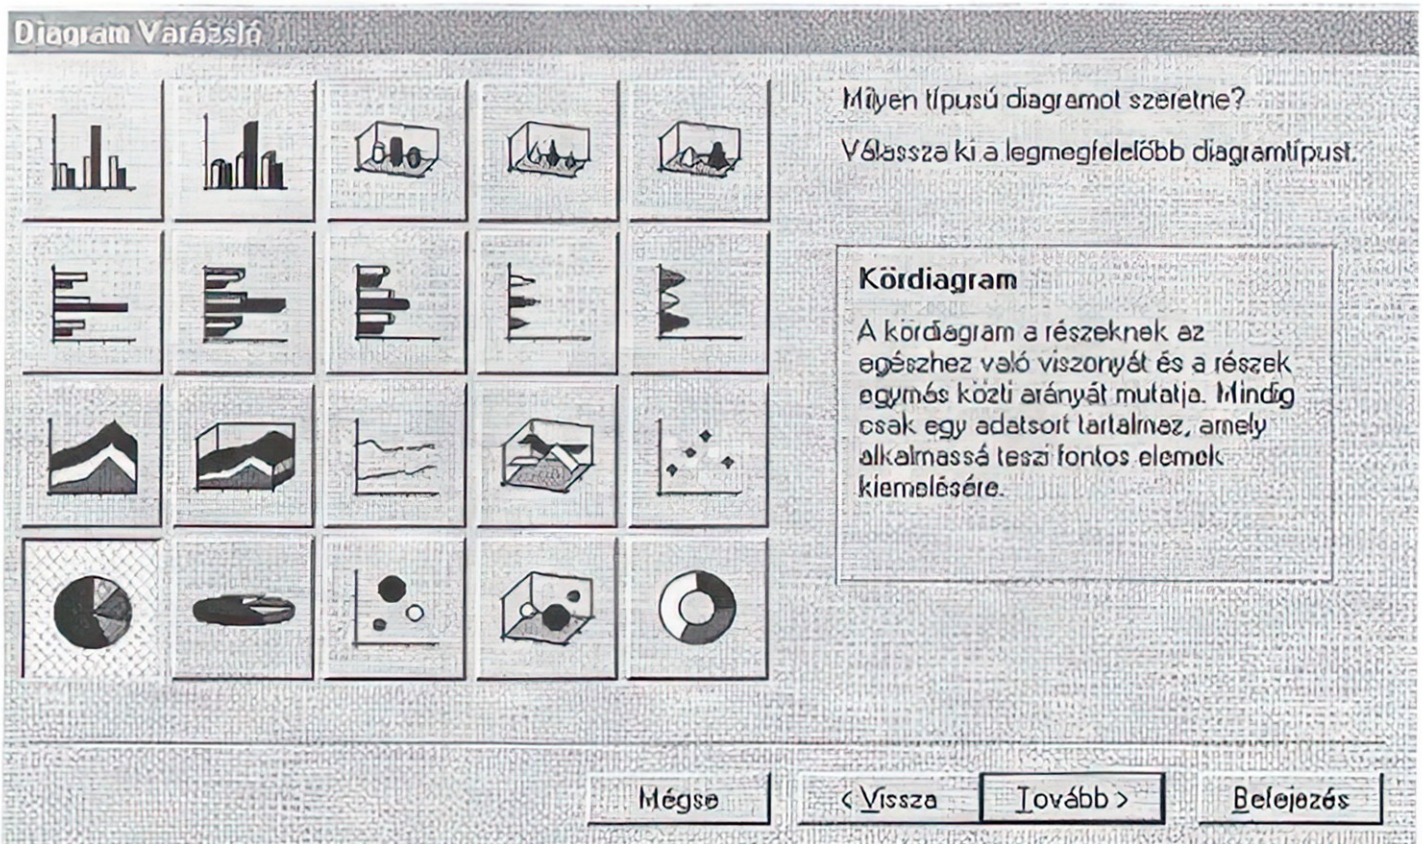 Diagram Varázsló
Milyen típusú diagramot szeretne?
Válassza ki a legmegfelelőbb diagramtípust.
Kördiagram
A kördiagram a részeknek az
egészhez való viszonyát és a részek
egymás közti arányát mutatja. Mindig
csak egy adatsort tartalmaz, amely
alkalmassá teszi fontos elemek
kiemelésére.
Mégse
< Vissza
Tovább >
Befejezés